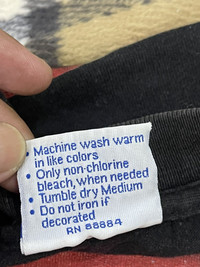 • Machine wash warm
in like colors
• Only non-chlorine
bleach, when needed
• Tumble dry Medium
• Do not iron if
decorated
RN 58884